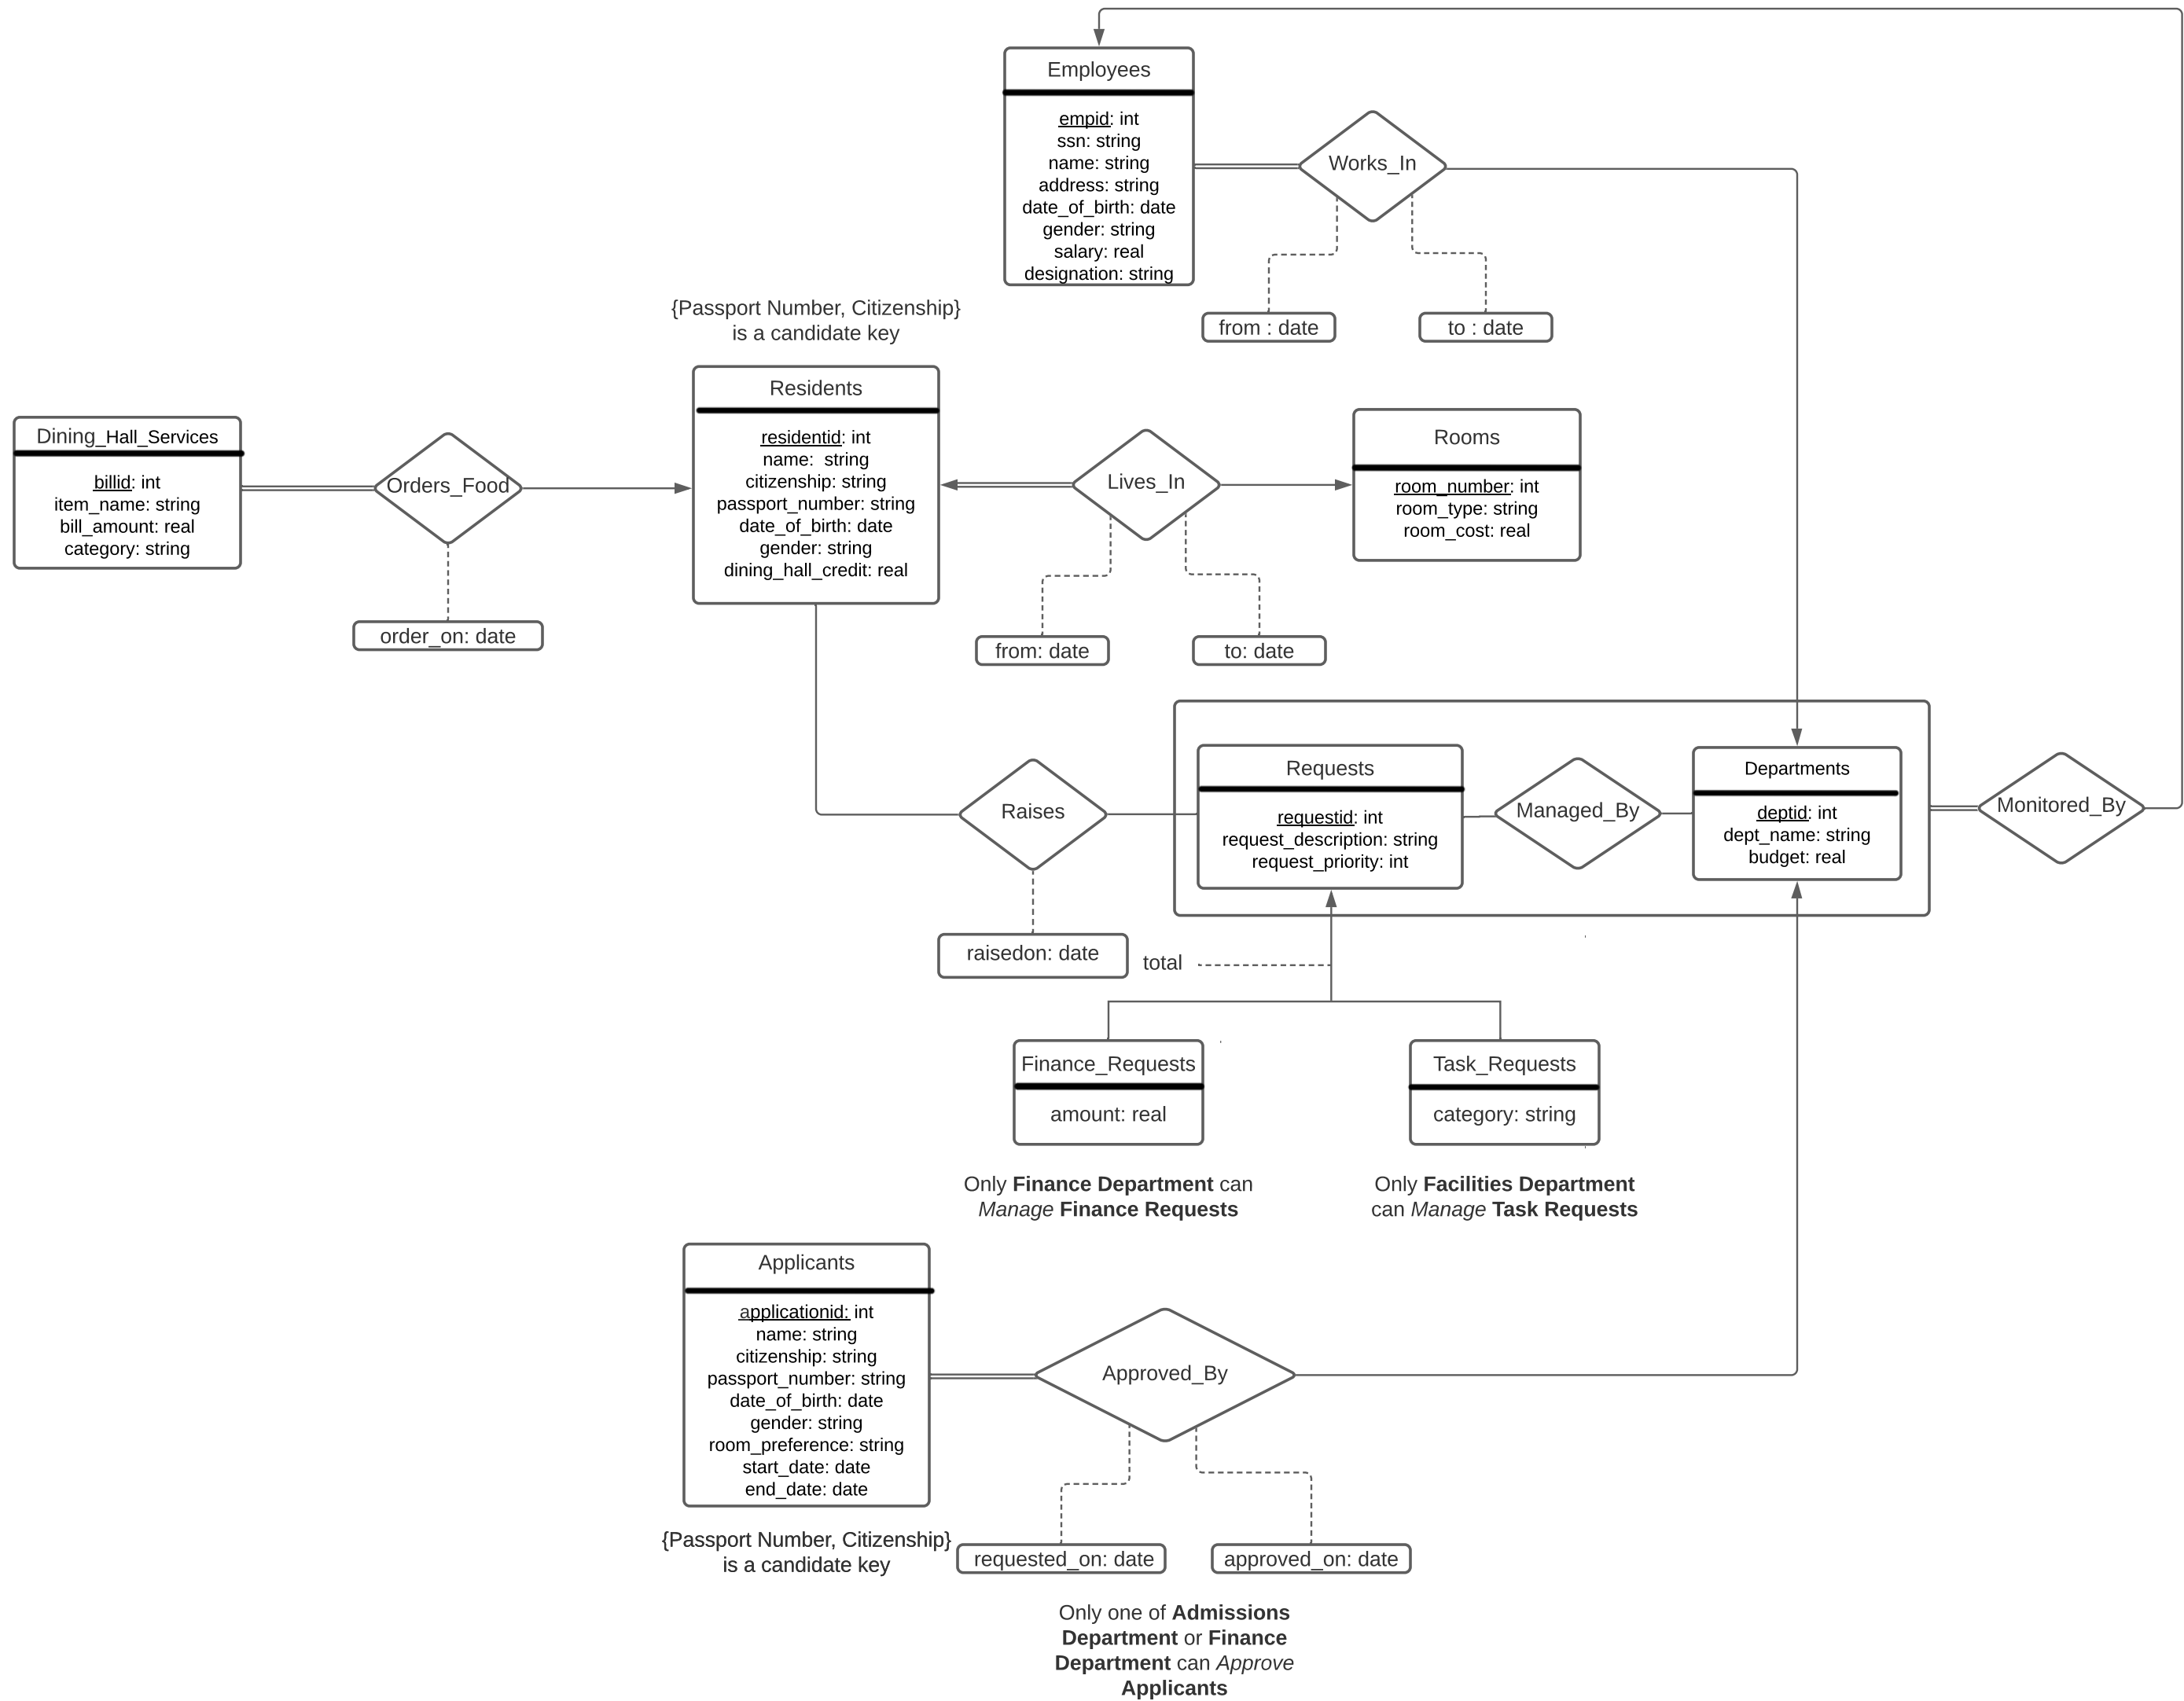 Employees
empid: int
ssn: string
name: string
address: string
date_of_birth: date
gender: string
salary: real
designation: string
Works_In
from : date
to : date
{Passport Number, Citizenship}
is a candidate key
Residents
residentid: int
name: string
citizenship: string
passport_number: string
date_of_birth: date
gender: string
dining_hall_credit: real
Dining_Hall_Services
billid: int
item_name: string
bill_amount: real
category: string
Orders_Food
order_on: date
Lives_In
from: date
to: date
Rooms
room_number: int
room_type: string
room_cost: real
Raises
raisedon: date
Requests
requestid: int
request_description: string
request_priority: int
Managed_By
Departments
deptid: int
dept_name: string
budget: real
Monitored_By
total
Finance_Requests
amount: real
Task_Requests
category: string
Only Finance Department can
Manage Finance Requests
Only Facilities Department
can Manage Task Requests
Applicants
applicationid: int
name: string
citizenship: string
passport_number: string
date_of_birth: date
gender: string
room_preference: string
start_date: date
end_date: date
{Passport Number, Citizenship}
is a candidate key
Approved_By
requested_on: date
approved_on: date
Only one of Admissions
Department or Finance
Department can Approve
Applicants